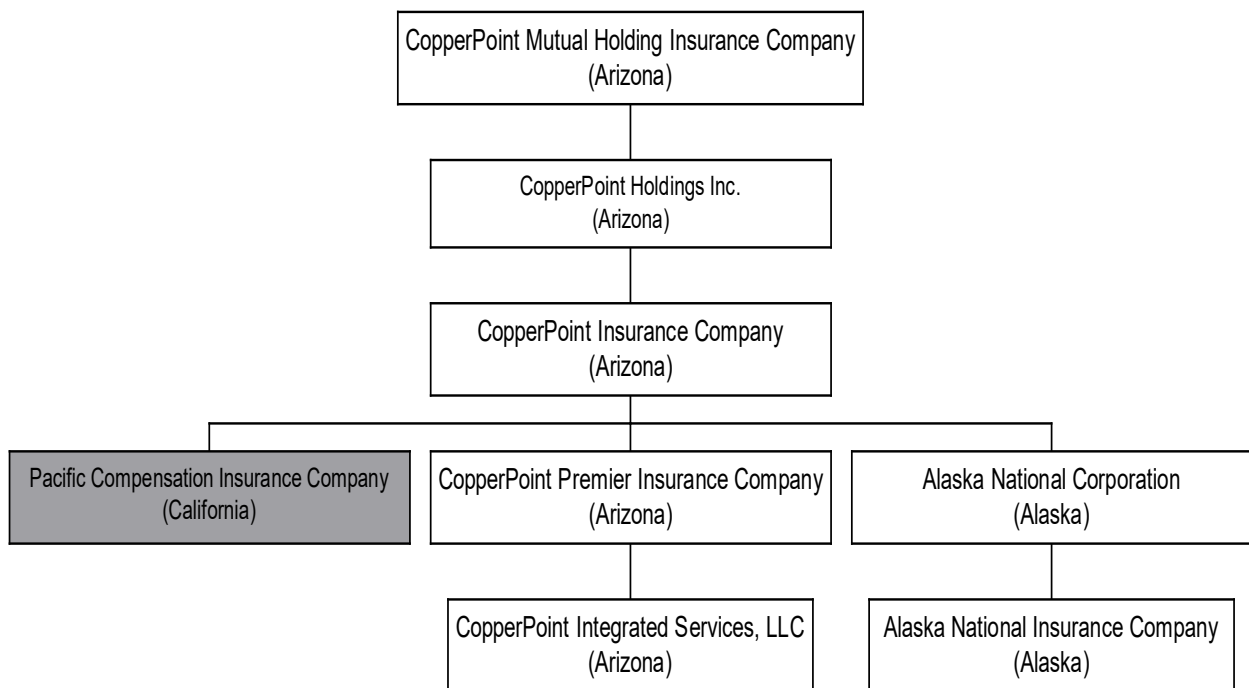 CopperPoint Mutual Holding Insurance Company
(Arizona)
CopperPoint Holdings Inc.
(Arizona)
CopperPoint Insurance Company
(Arizona)
Pacific Compensation Insurance Company
(California)
CopperPoint Premier Insurance Company
(Arizona)
Alaska National Corporation
(Alaska)
CopperPoint Integrated Services, LLC
(Arizona)
Alaska National Insurance Company
(Alaska)